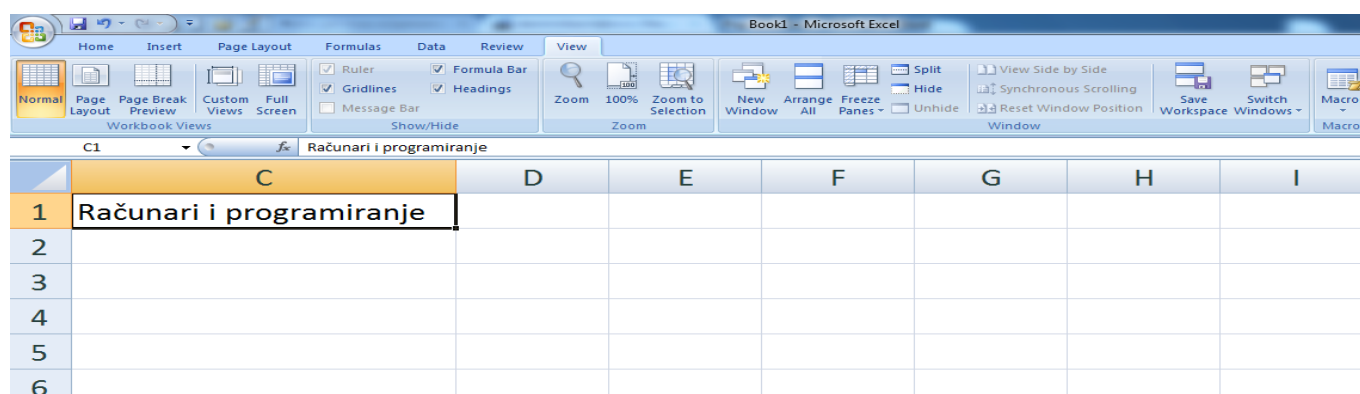 Book1 - Microsoft Excel
Home Insert Page Layout Formulas Data Review View
Normal Page Layout Page Break Preview Custom Views Full Screen
Workbook Views
Ruler Formula Bar
Gridlines Headings
Message Bar
Show/Hide
Zoom 100% Zoom to Selection
Zoom
New Window Arrange All Freeze Panes
Split View Side by Side
Hide Synchronous Scrolling
Unhide Reset Window Position
Save Workspace Switch Windows
Window
Macro
Macro
C1 fx Računari i programiranje
C D E F G H I
1 Računari i programiranje
2
3
4
5
6